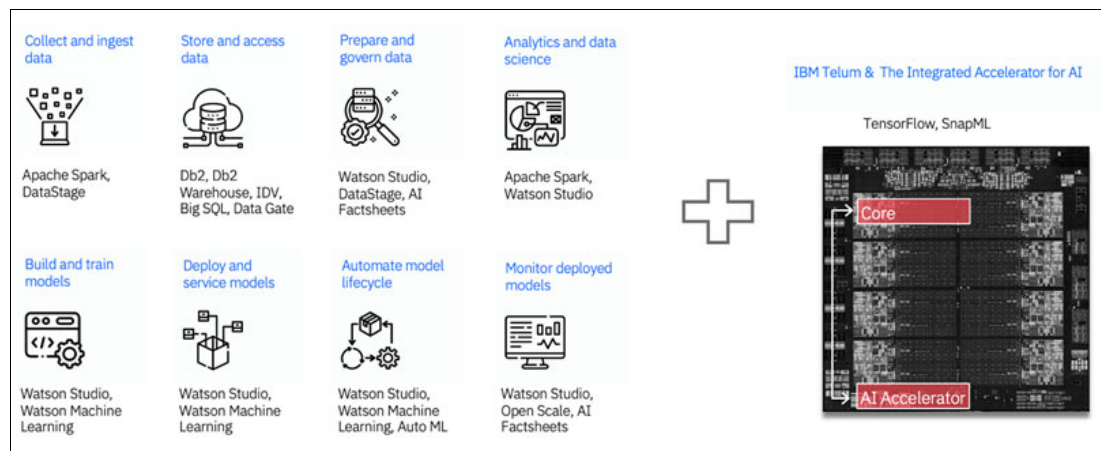 Collect and ingest
data
Apache Spark,
DataStage
Store and access
data
Db2, Db2
Warehouse, IDV,
Big SQL, Data Gate
Prepare and
govern data
Watson Studio,
DataStage, AI
Factsheets
Analytics and data
science
Apache Spark,
Watson Studio
Build and train
models
Watson Studio,
Watson Machine
Learning
Deploy and
service models
Watson Studio,
Watson Machine
Learning
Automate model
lifecycle
Watson Studio,
Watson Machine
Learning, Auto ML
Monitor deployed
models
Watson Studio,
Open Scale, AI
Factsheets
IBM Telum & The Integrated Accelerator for AI
TensorFlow, SnapML
Core
AI Accelerator